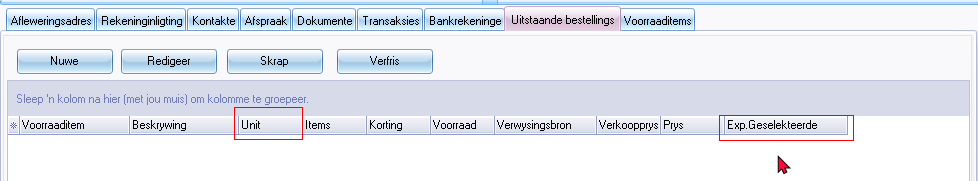 Afleweringsadres Rekeninginligting Kontakte Afspraak Dokumente Transaksies Bankrekeninge Uitstaande bestellings Voorraaditems
Nuwe Redigeer Skrap Verfris
Sleep 'n kolom na hier (met jou muis) om kolomme te groepeer.
Voorraaditem Beskrywing Unit Items Korting Voorraad Verwysingsbron Verkoopprys Prys Exp.Geselekteerde